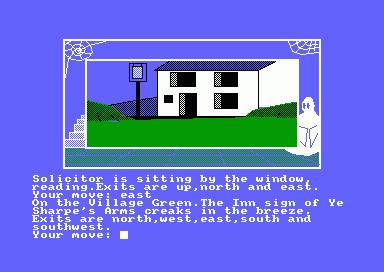 Solicitor is sitting by the window,
reading.Exits are up,north and east.
Your move: east
On the Village Green.The Inn sign of Ye
Sharpe's Arms creaks in the breeze.
Exits are north,west,east,south and
southwest.
Your move: